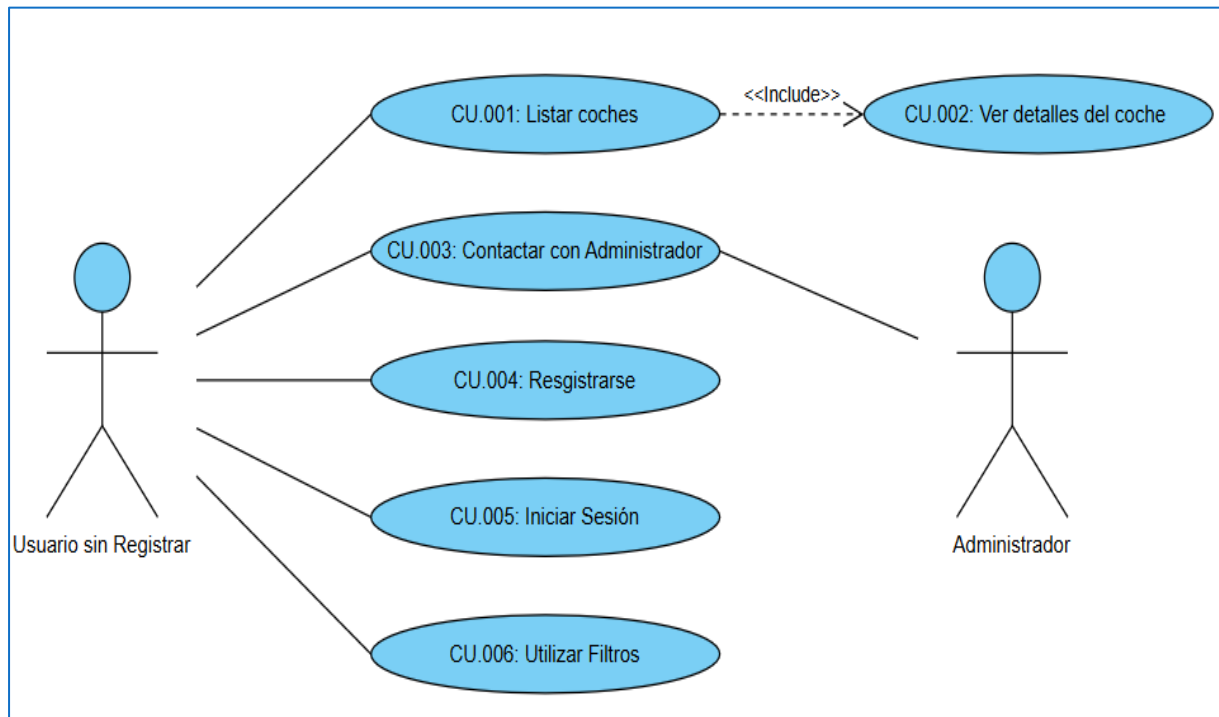 <<Include>>
CU.001: Listar coches
CU.002: Ver detalles del coche
CU.003: Contactar con Administrador
CU.004: Resgistrarse
CU.005: Iniciar Sesión
Usuario sin Registrar
Administrador
CU.006: Utilizar Filtros